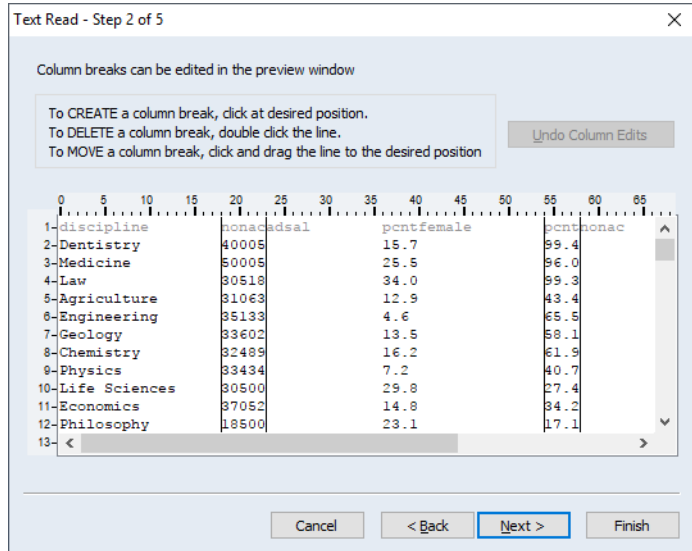 Text Read - Step 2 of 5
Column breaks can be edited in the preview window
To CREATE a column break, click at desired position.
To DELETE a column break, double click the line.
To MOVE a column break, click and drag the line to the desired position
Undo Column Edits
0 5 10 15 20 25 30 35 40 45 50 55 60 65
1-discipline nonacadsal pcntfemale pcntnonac
2-Dentistry 40005 15.7 99.4
3-Medicine 50005 25.5 96.0
4-Law 30518 34.0 99.3
5-Agriculture 31063 12.9 43.4
6-Engineering 35133 4.6 65.5
7-Geology 33602 13.5 58.1
8-Chemistry 32489 16.2 61.9
9-Physics 33434 7.2 40.7
10-Life Sciences 30500 29.8 27.4
11-Economics 37052 14.8 34.2
12-Philosophy 18500 23.1 17.1
13-
Cancel < Back Next > Finish